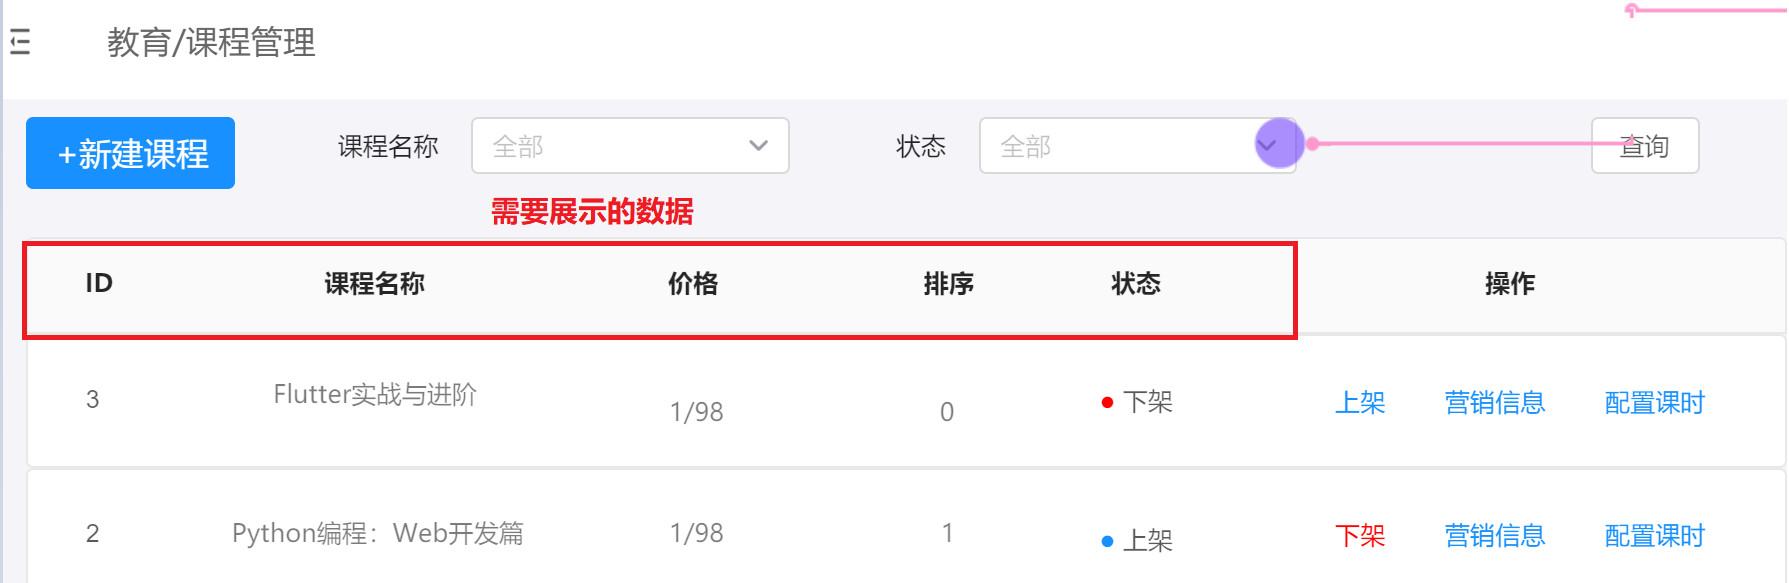 教育/课程管理
+新建课程 课程名称 全部 状态 全部 查询
需要展示的数据
ID 课程名称 价格 排序 状态 操作
3 Flutter实战与进阶 1/98 0 下架 上架 营销信息 配置课时
2 Python编程：Web开发篇 1/98 1 上架 下架 营销信息 配置课时